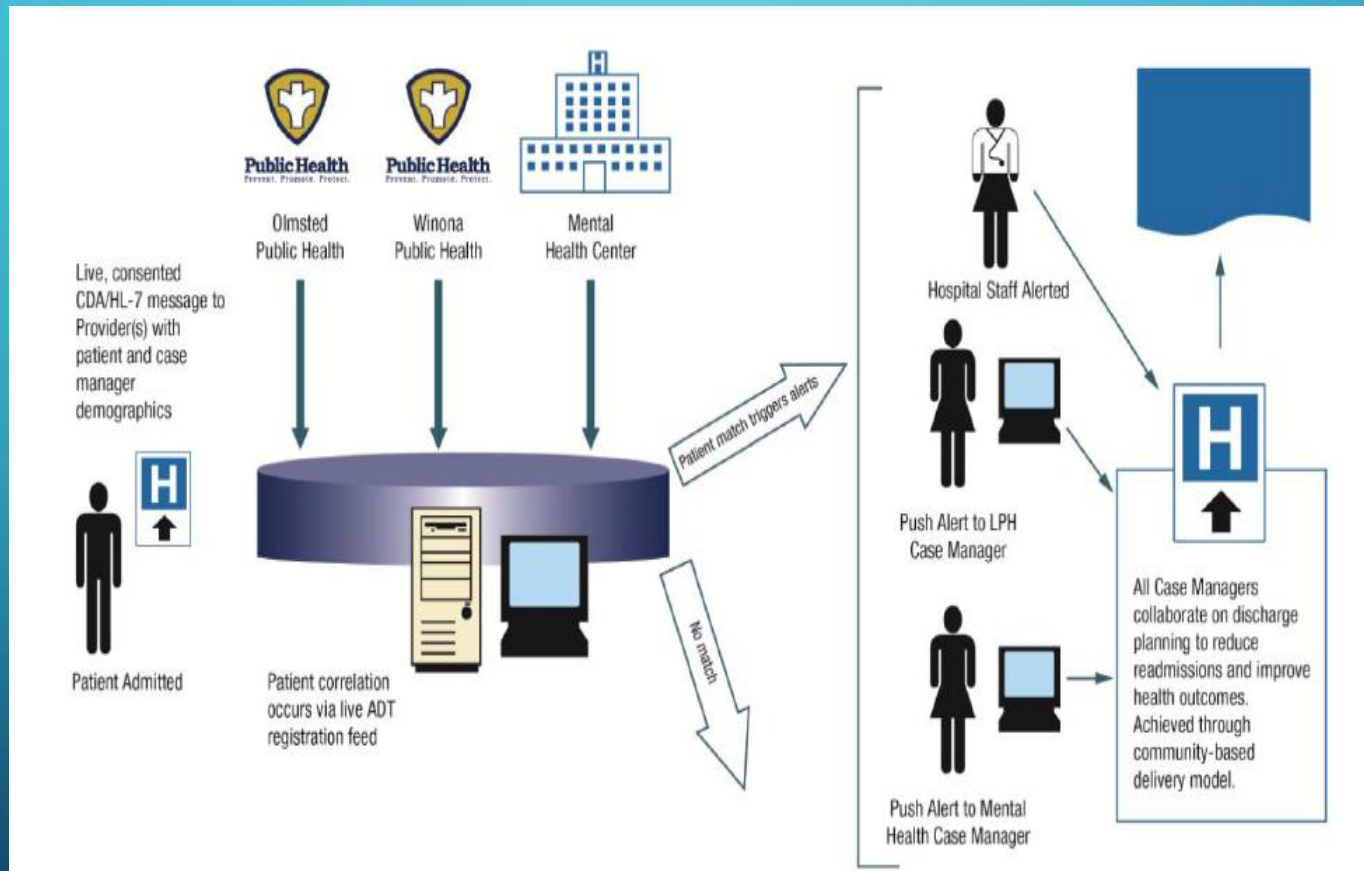 H
Public Health
Prevent. Promote. Protect.
Olmsted
Public Health
Public Health
Prevent. Promote. Protect.
Winona
Public Health
Mental
Health Center
Live, consented
CDA/HL-7 message to
Provider(s) with
patient and case
manager
demographics
H
Patient Admitted
Patient correlation
occurs via live ADT
registration feed
Patient match triggers alerts
No match
Hospital Staff Alerted
Push Alert to LPH
Case Manager
Push Alert to Mental
Health Case Manager
H
All Case Managers
collaborate on discharge
planning to reduce
readmissions and improve
health outcomes.
Achieved through
community-based
delivery model.